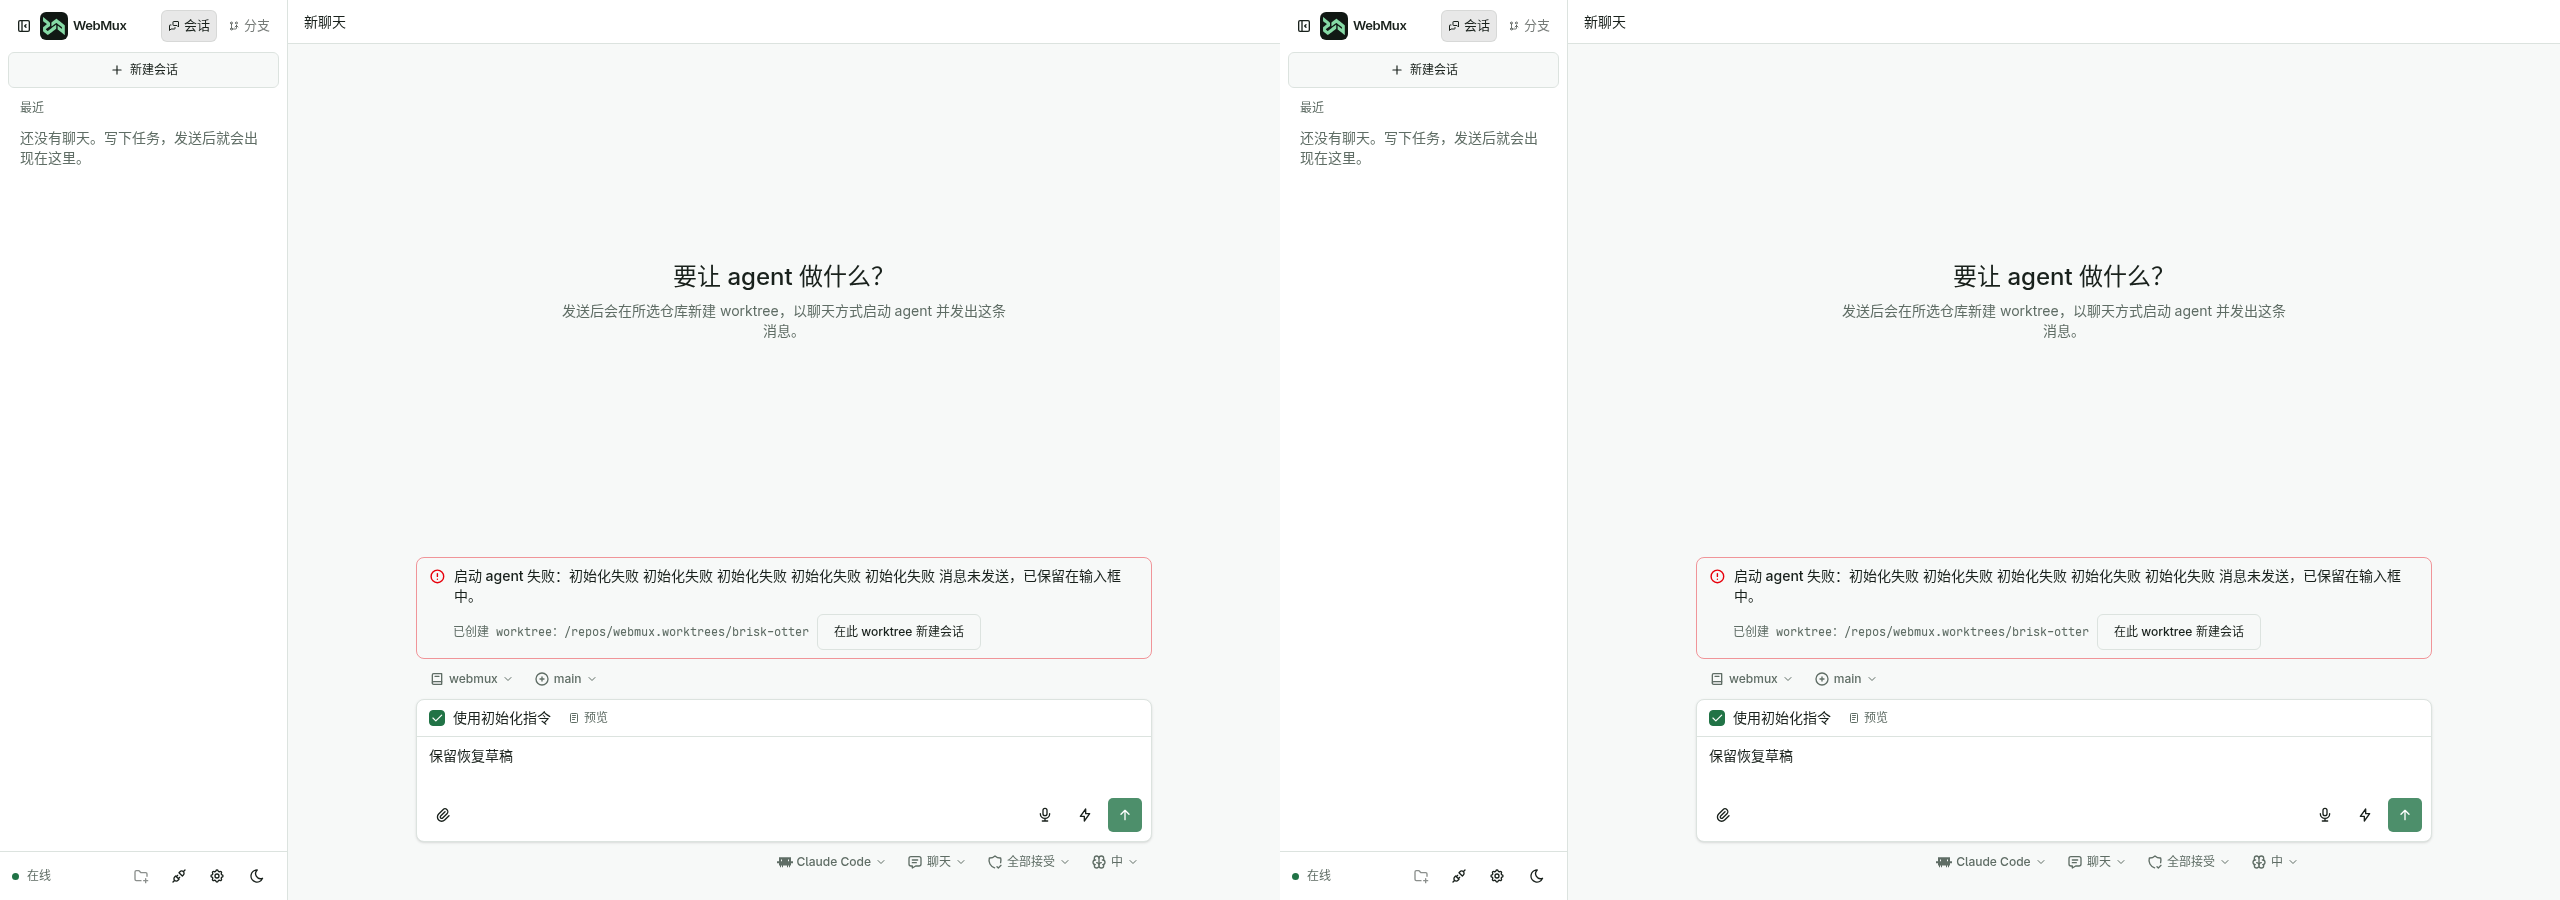 WebMux
会话
分支
新建会话
最近
还没有聊天。写下任务，发送后就会出
现在这里。
在线
新聊天
要让 agent 做什么？
发送后会在所选仓库新建 worktree，以聊天方式启动 agent 并发出这条
消息。
启动 agent 失败：初始化失败 初始化失败 初始化失败 初始化失败 初始化失败 消息未发送，已保留在输入框
中。
已创建 worktree：/repos/webmux.worktrees/brisk-otter
在此 worktree 新建会话
webmux
main
使用初始化指令
预览
保留恢复草稿
Claude Code
聊天
全部接受
中
WebMux
会话
分支
新建会话
最近
还没有聊天。写下任务，发送后就会出
现在这里。
在线
新聊天
要让 agent 做什么？
发送后会在所选仓库新建 worktree，以聊天方式启动 agent 并发出这条
消息。
启动 agent 失败：初始化失败 初始化失败 初始化失败 初始化失败 初始化失败 消息未发送，已保留在输入框
中。
已创建 worktree：/repos/webmux.worktrees/brisk-otter
在此 worktree 新建会话
webmux
main
使用初始化指令
预览
保留恢复草稿
Claude Code
聊天
全部接受
中